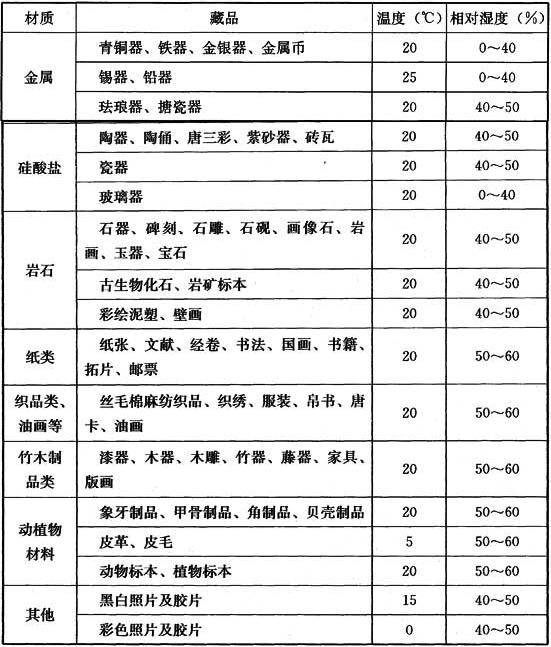 材质 藏品 温度（℃） 相对湿度（%）
金属 青铜器、铁器、金银器、金属币 20 0～40
锡器、铅器 25 0～40
珐琅器、搪瓷器 20 40～50
硅酸盐 陶器、陶俑、唐三彩、紫砂器、砖瓦 20 40～50
瓷器 20 40～50
玻璃器 20 0～40
岩石 石器、碑刻、石雕、石砚、画像石、岩
画、玉器、宝石 20 40～50
古生物化石、岩矿标本 20 40～50
彩绘泥塑、壁画 20 40～50
纸类 纸张、文献、经卷、书法、国画、书籍、
拓片、邮票 20 50～60
织品类、
油画等 丝毛棉麻纺织品、织绣、服装、帛书、唐
卡、油画 20 50～60
竹木制
品类 漆器、木器、木雕、竹器、藤器、家具、
版画 20 50～60
动植物
材料 象牙制品、甲骨制品、角制品、贝壳制品 20 50～60
皮革、皮毛 5 50～60
动物标本、植物标本 20 50～60
其他 黑白照片及胶片 15 40～50
彩色照片及胶片 0 40～50